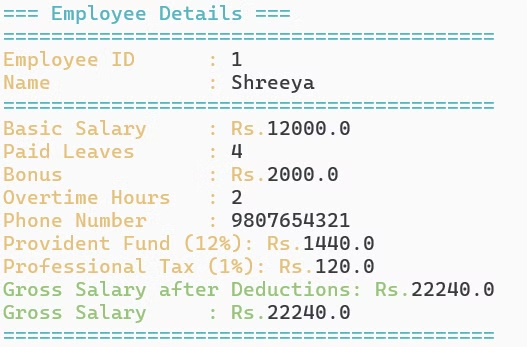 === Employee Details ===
=========================================
Employee ID      : 1
Name             : Shreeya
=========================================
Basic Salary     : Rs.12000.0
Paid Leaves      : 4
Bonus            : Rs.2000.0
Overtime Hours   : 2
Phone Number     : 9807654321
Provident Fund (12%): Rs.1440.0
Professional Tax (1%): Rs.120.0
Gross Salary after Deductions: Rs.22240.0
Gross Salary     : Rs.22240.0
=========================================